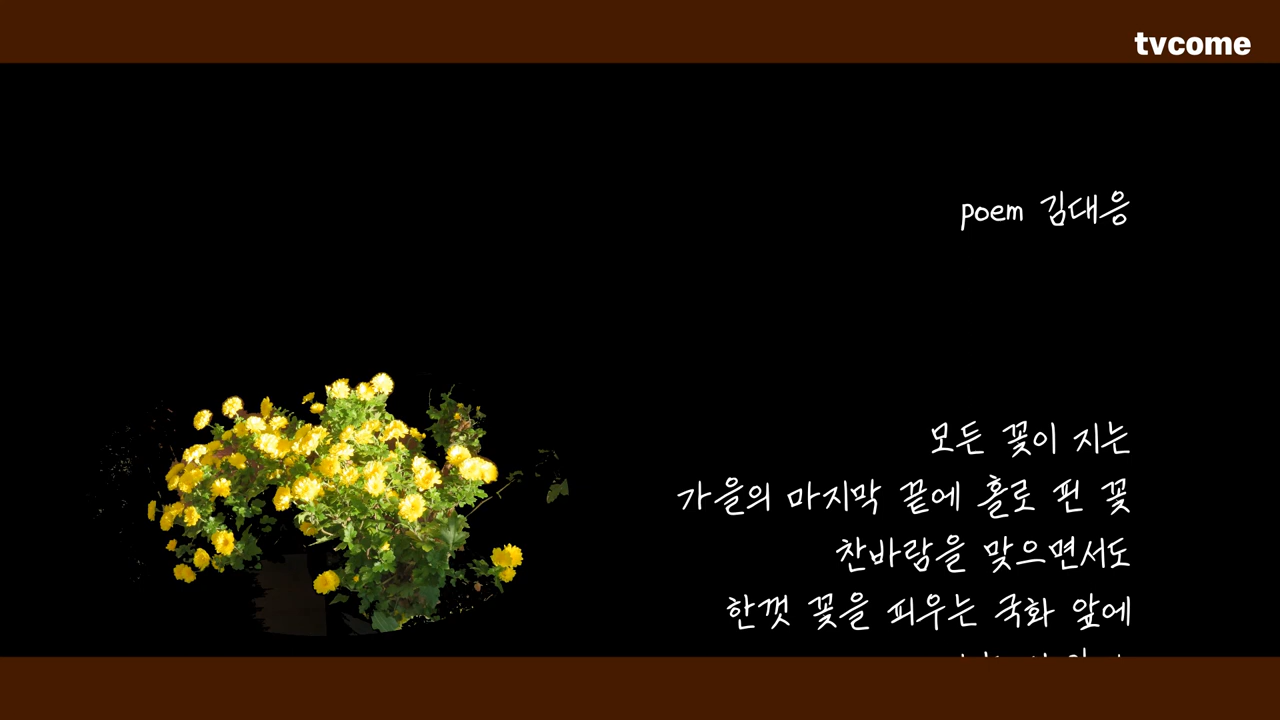 tvcome
poem 김대응
모든 꽃이 지는
가을의 마지막 끝에 홀로 핀 꽃
찬바람을 맞으면서도
한껏 꽃을 피우는 국화 앞에